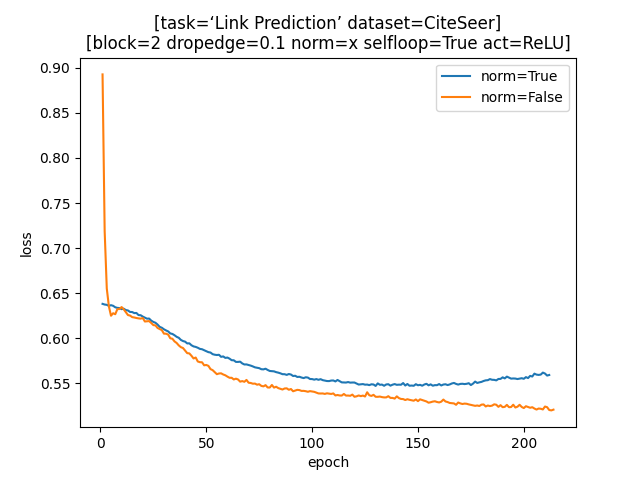 [task=‘Link Prediction’ dataset=CiteSeer]
[block=2 dropedge=0.1 norm=x selfloop=True act=ReLU]
norm=True
norm=False
0.90
0.85
0.80
0.75
0.70
0.65
0.60
0.55
loss
0 50 100 150 200
epoch